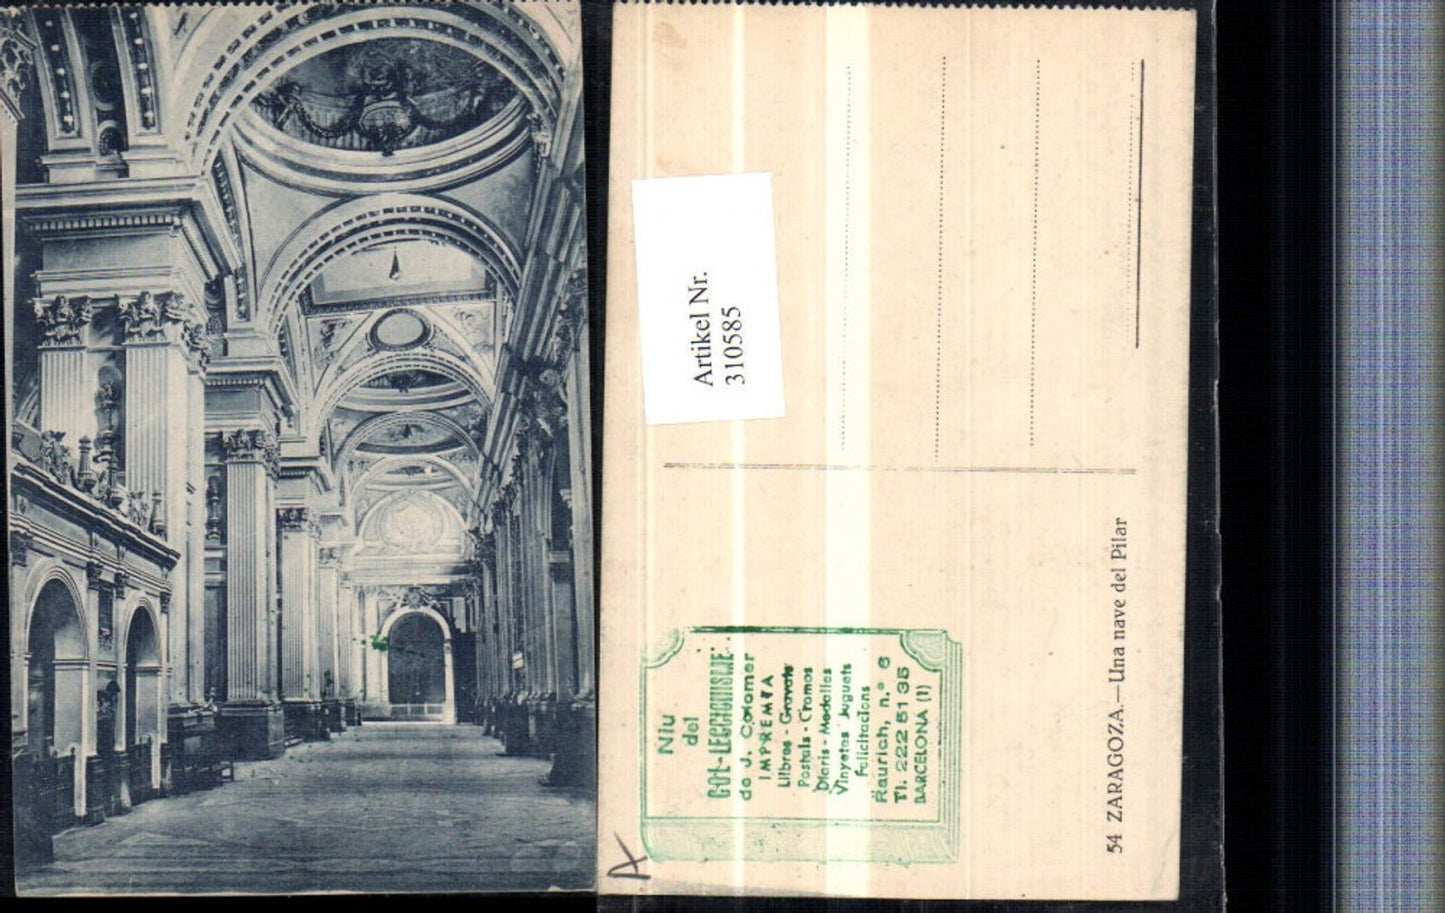 Artikel Nr.
310585
Niu
del
COL·LECCIONISME
de J. Colomer
IMPREMTA
Llibres - Gravats
Postals - Cromos
Diaris - Medalles
Vinyetes Juguets
Felicitacions
Raurich, n.º 6
Tl. 222 51 35
BARCELONA (1)
54 ZARAGOZA.—Una nave del Pilar
A